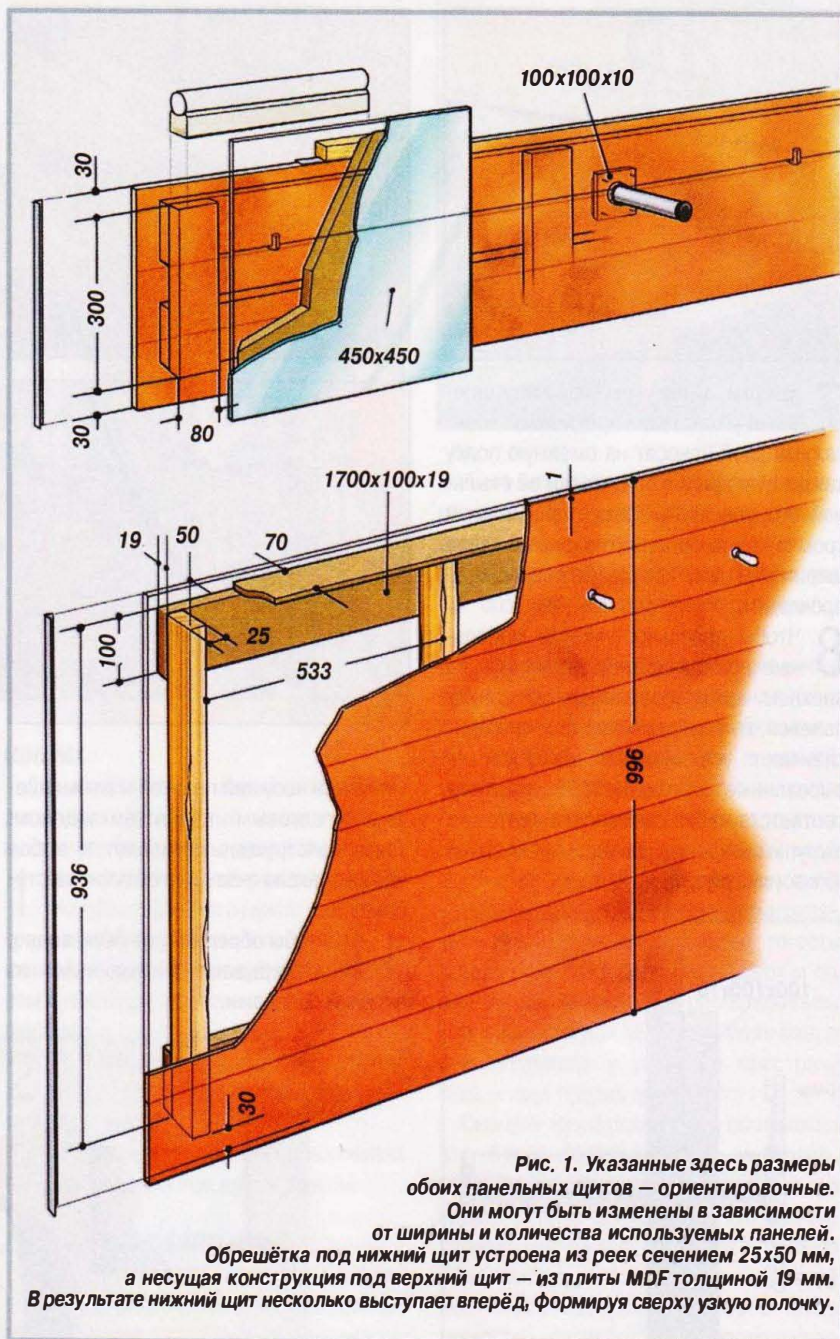 100x100x10
30
300
30
80
450x450
1700x100x19
1
19
50
70
100
25
533
936
996
30
Рис. 1. Указанные здесь размеры
обоих панельных щитов — ориентировочные.
Они могут быть изменены в зависимости
от ширины и количества используемых панелей.
Обрешётка под нижний щит устроена из реек сечением 25х50 мм,
а несущая конструкция под верхний щит — из плиты MDF толщиной 19 мм.
В результате нижний щит несколько выступает вперёд, формируя сверху узкую полочку.